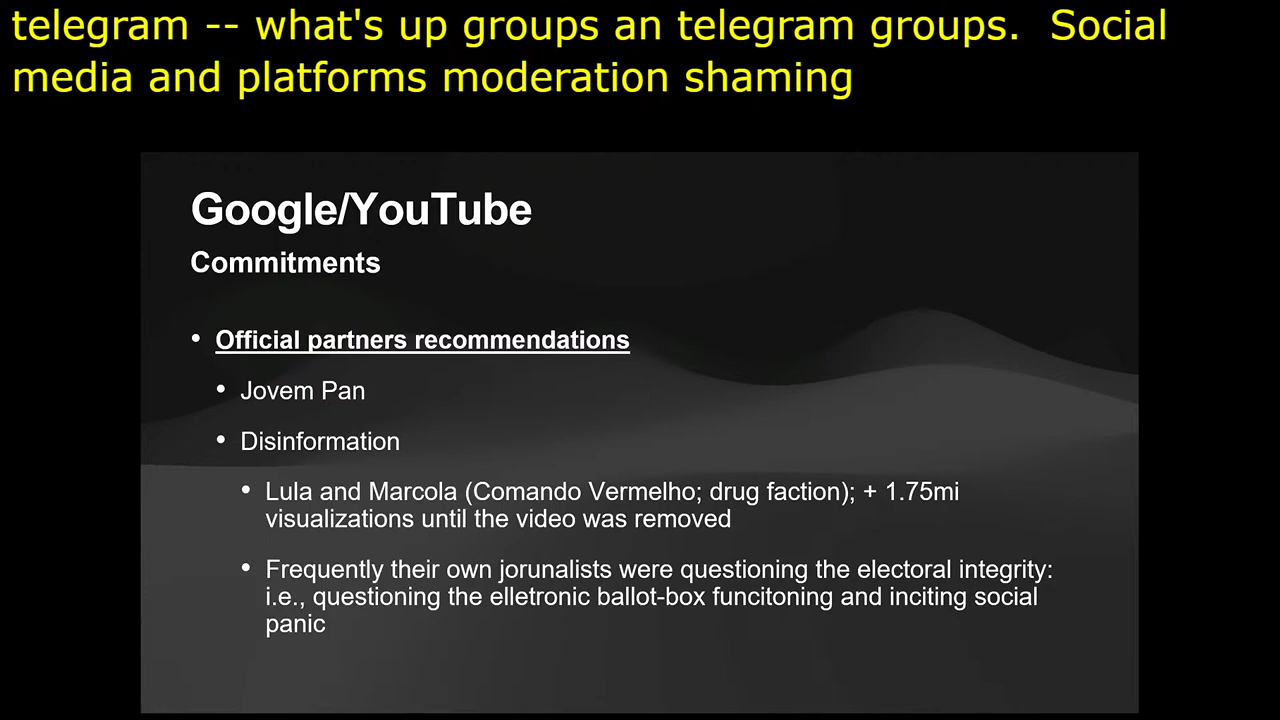 telegram -- what's up groups an telegram groups.  Social
media and platforms moderation shaming
Google/YouTube
Commitments
• Official partners recommendations
• Jovem Pan
• Disinformation
• Lula and Marcola (Comando Vermelho; drug faction); + 1.75mi
visualizations until the video was removed
• Frequently their own jorunalists were questioning the electoral integrity:
i.e., questioning the elletronic ballot-box funcitoning and inciting social
panic